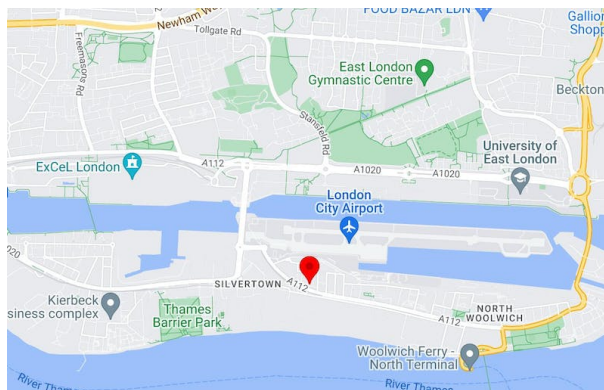 FOOD BAZAR LDN
Newham Wa
Tollgate Rd
Gallion
Shopp
Freemasons Rd
East London
Gymnastic Centre
Beckton
Stansfeld Rd
University of
East London
ExCeL London
A112
A1020
A1020
London
City Airport
020
SILVERTOWN
A112
Kierbeck
siness complex
Thames
Barrier Park
NORTH
WOOLWICH
A112
Woolwich Ferry -
North Terminal
River Thames
River Thames